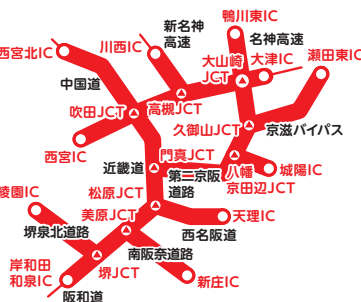 鴨川東IC
新名神
高速
名神高速
瀬田東IC
西宮北IC
川西IC
大山崎
JCT
大津IC
中国道
吹田JCT
高槻JCT
久御山JCT
京滋バイパス
西宮IC
門真JCT
近畿道
第二京阪
道路
八幡
京田辺JCT
城陽IC
陵園IC
松原JCT
美原JCT
天理IC
堺泉北道路
西名阪道
南阪奈道路
岸和田
和泉IC
堺JCT
新庄IC
阪和道